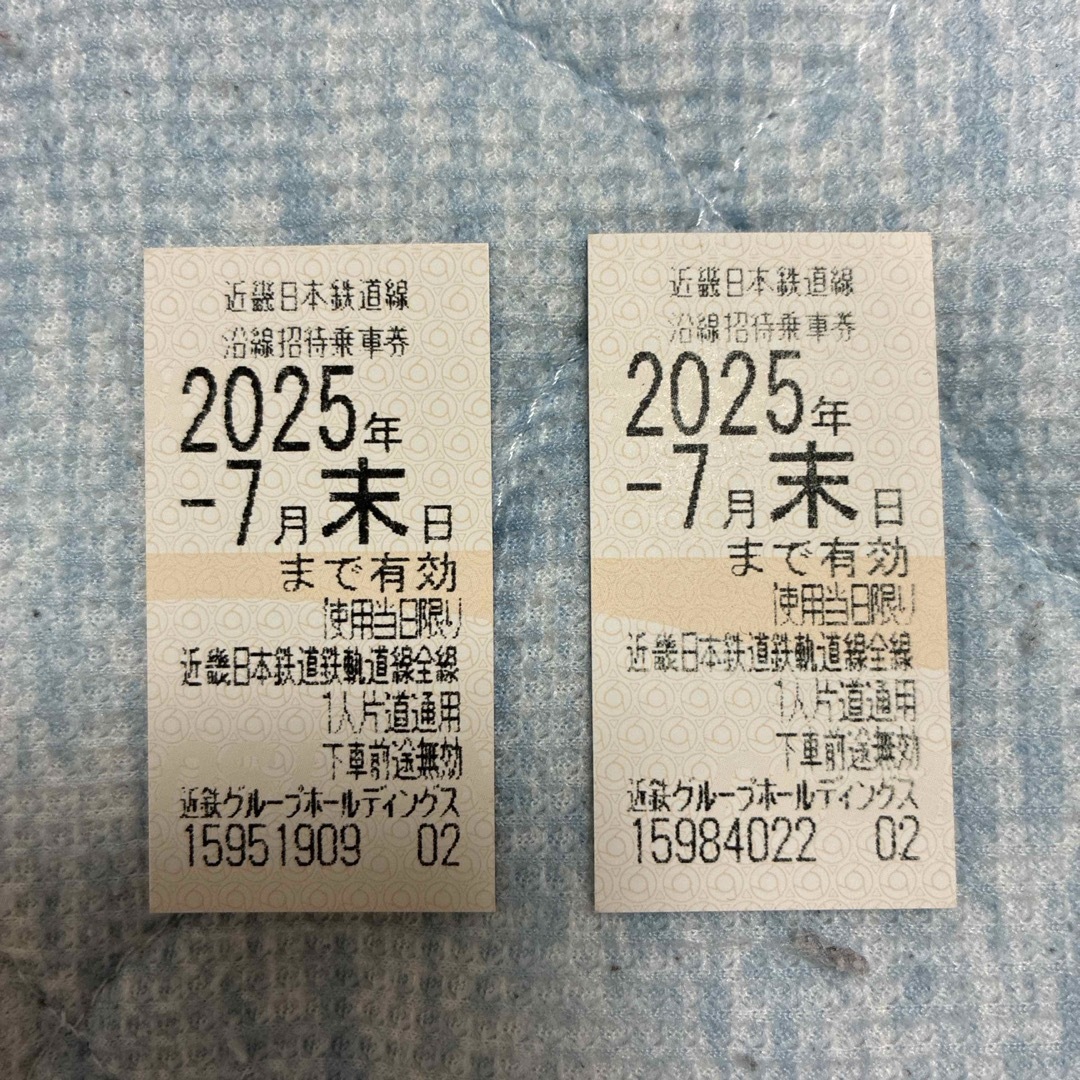 近畿日本鉄道線
沿線招待乗車券
2025年
-7月末日
まで有効
使用当日限り
近畿日本鉄道鉄軌道線全線
1人片道通用
下車前途無効
近鉄グループホールディングス
15951909 02
近畿日本鉄道線
沿線招待乗車券
2025年
-7月末日
まで有効
使用当日限り
近畿日本鉄道鉄軌道線全線
1人片道通用
下車前途無効
近鉄グループホールディングス
15984022 02